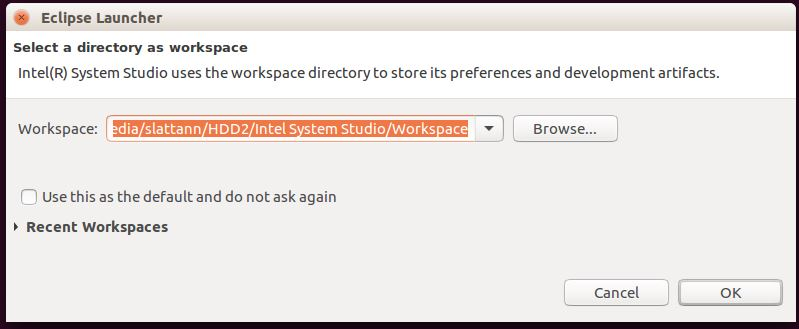 Eclipse Launcher
Select a directory as workspace
Intel(R) System Studio uses the workspace directory to store its preferences and development artifacts.
Workspace: edia/slattann/HDD2/Intel System Studio/Workspace Browse...
Use this as the default and do not ask again
Recent Workspaces
Cancel OK